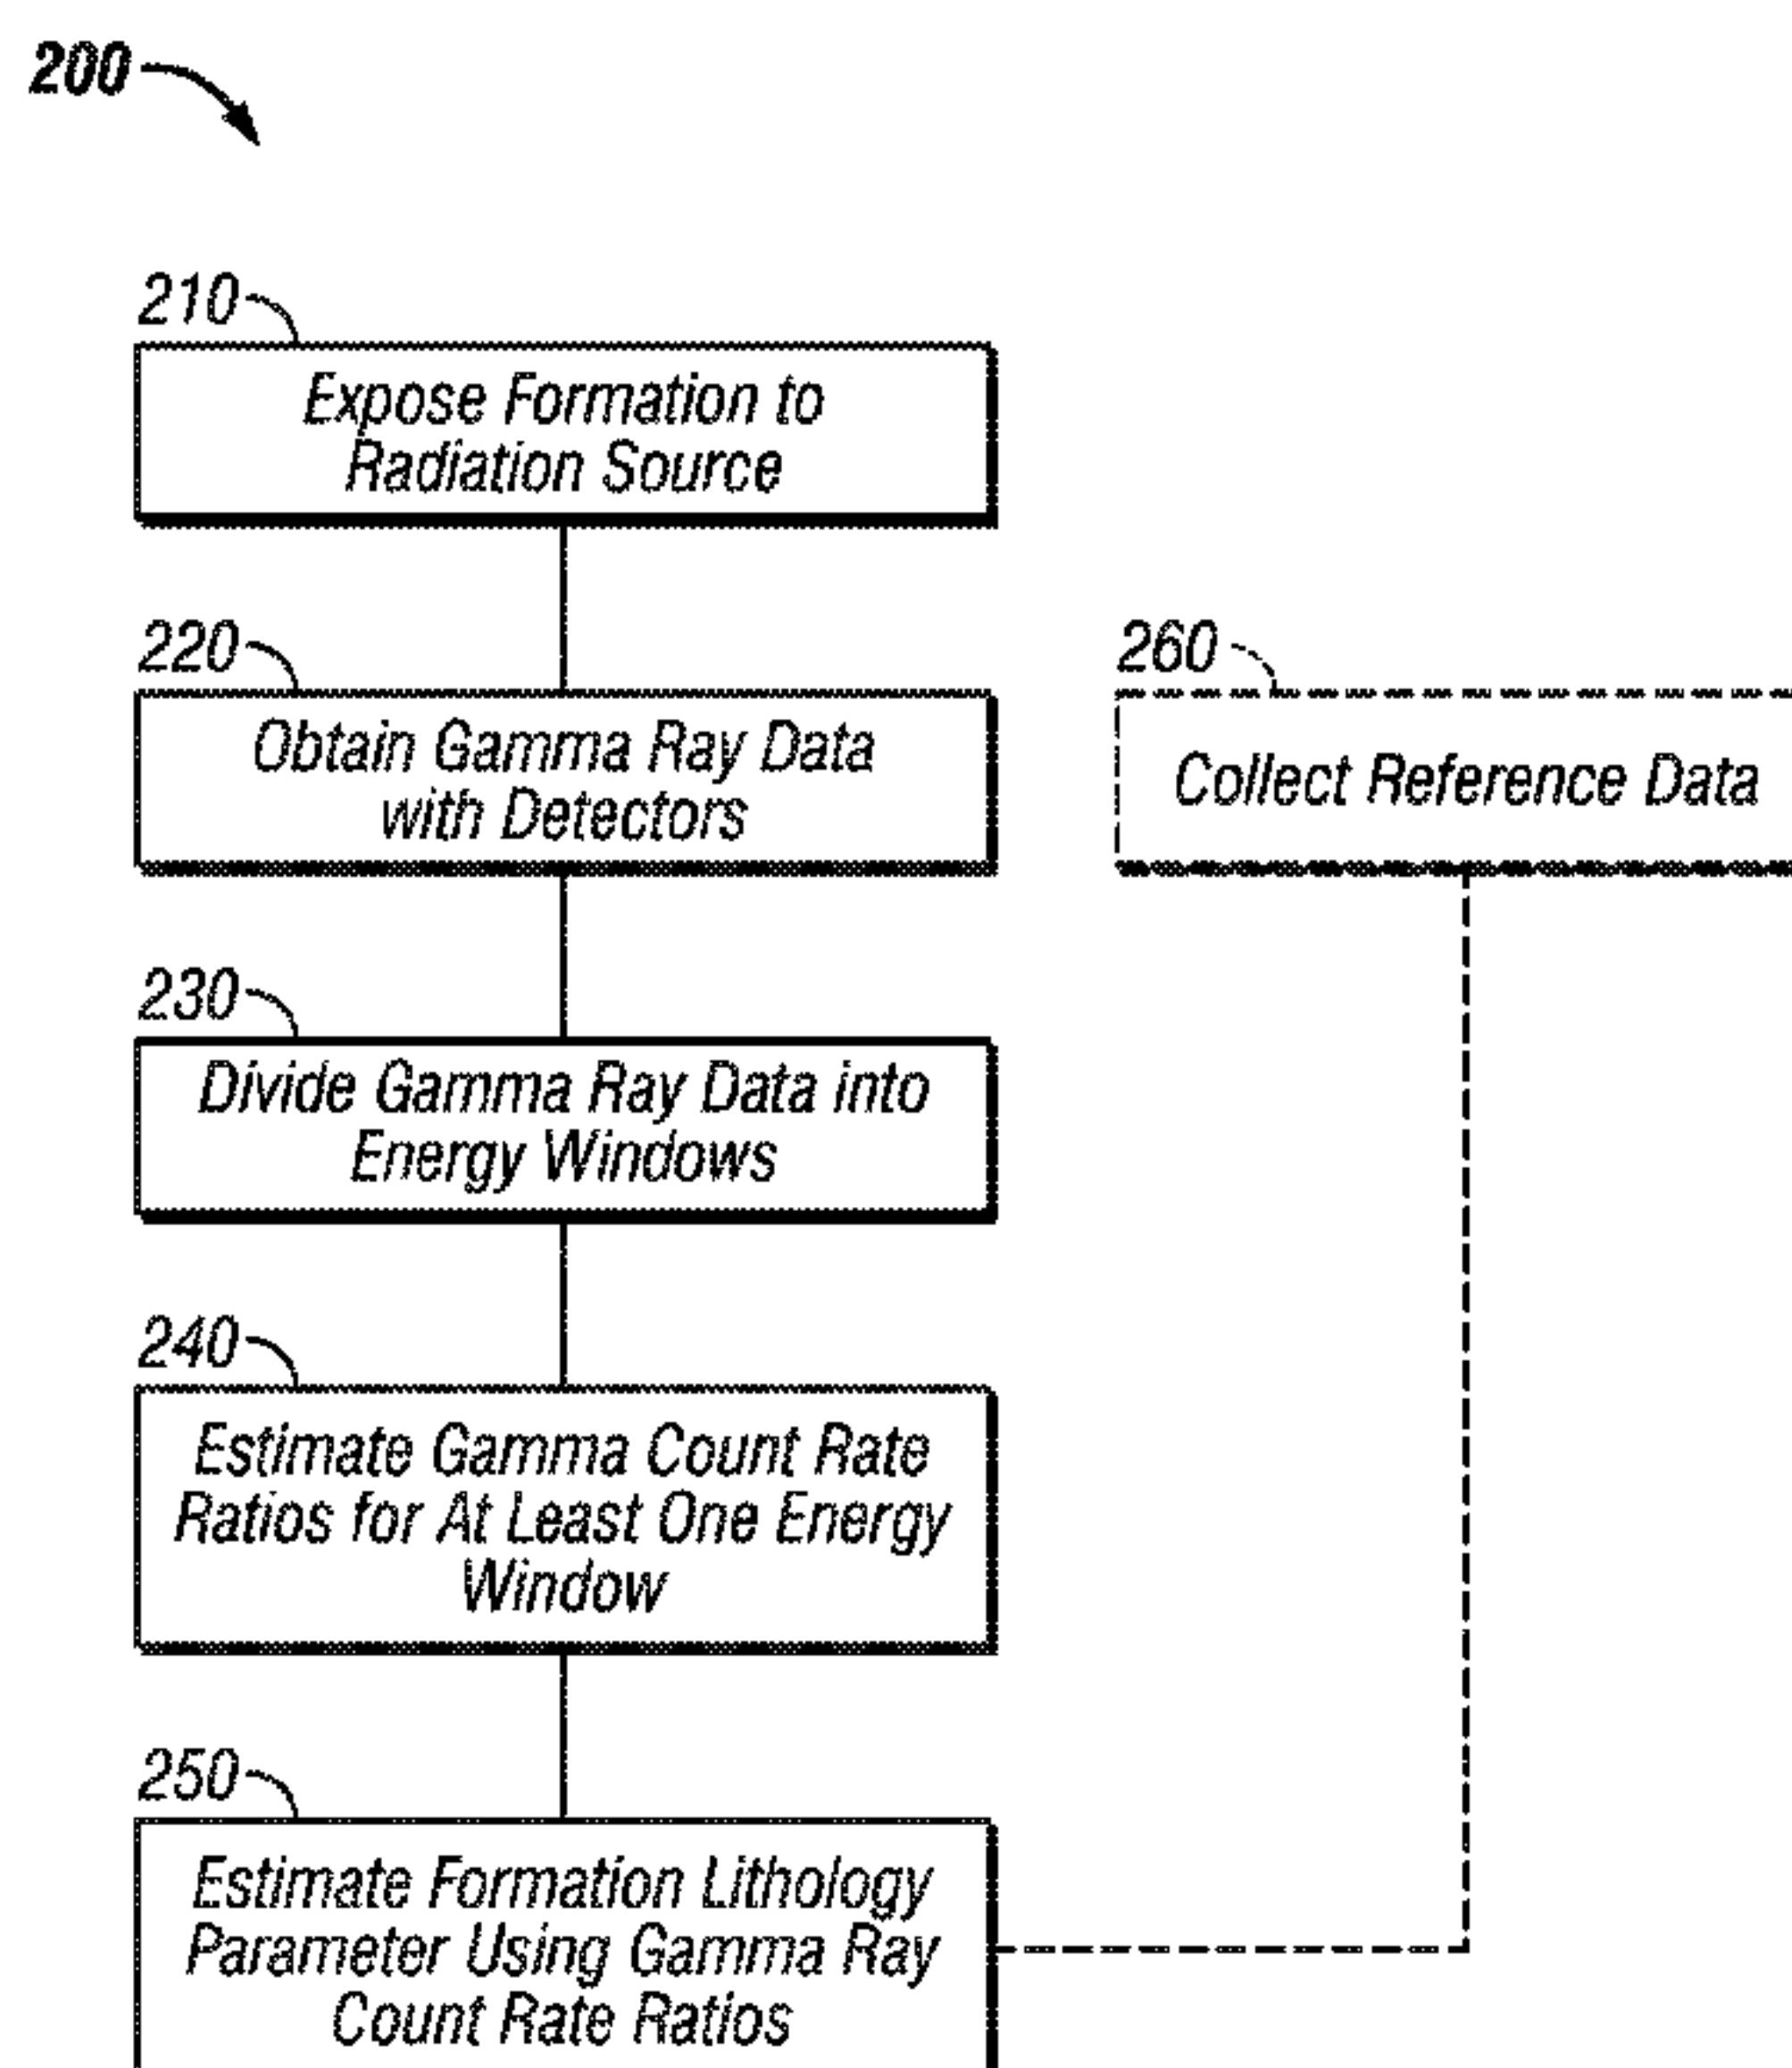 200
210
Expose Formation to
Radiation Source
220
Obtain Gamma Ray Data
with Detectors
260
Collect Reference Data
230
Divide Gamma Ray Data into
Energy Windows
240
Estimate Gamma Count Rate
Ratios for At Least One Energy
Window
250
Estimate Formation Lithology
Parameter Using Gamma Ray
Count Rate Ratios